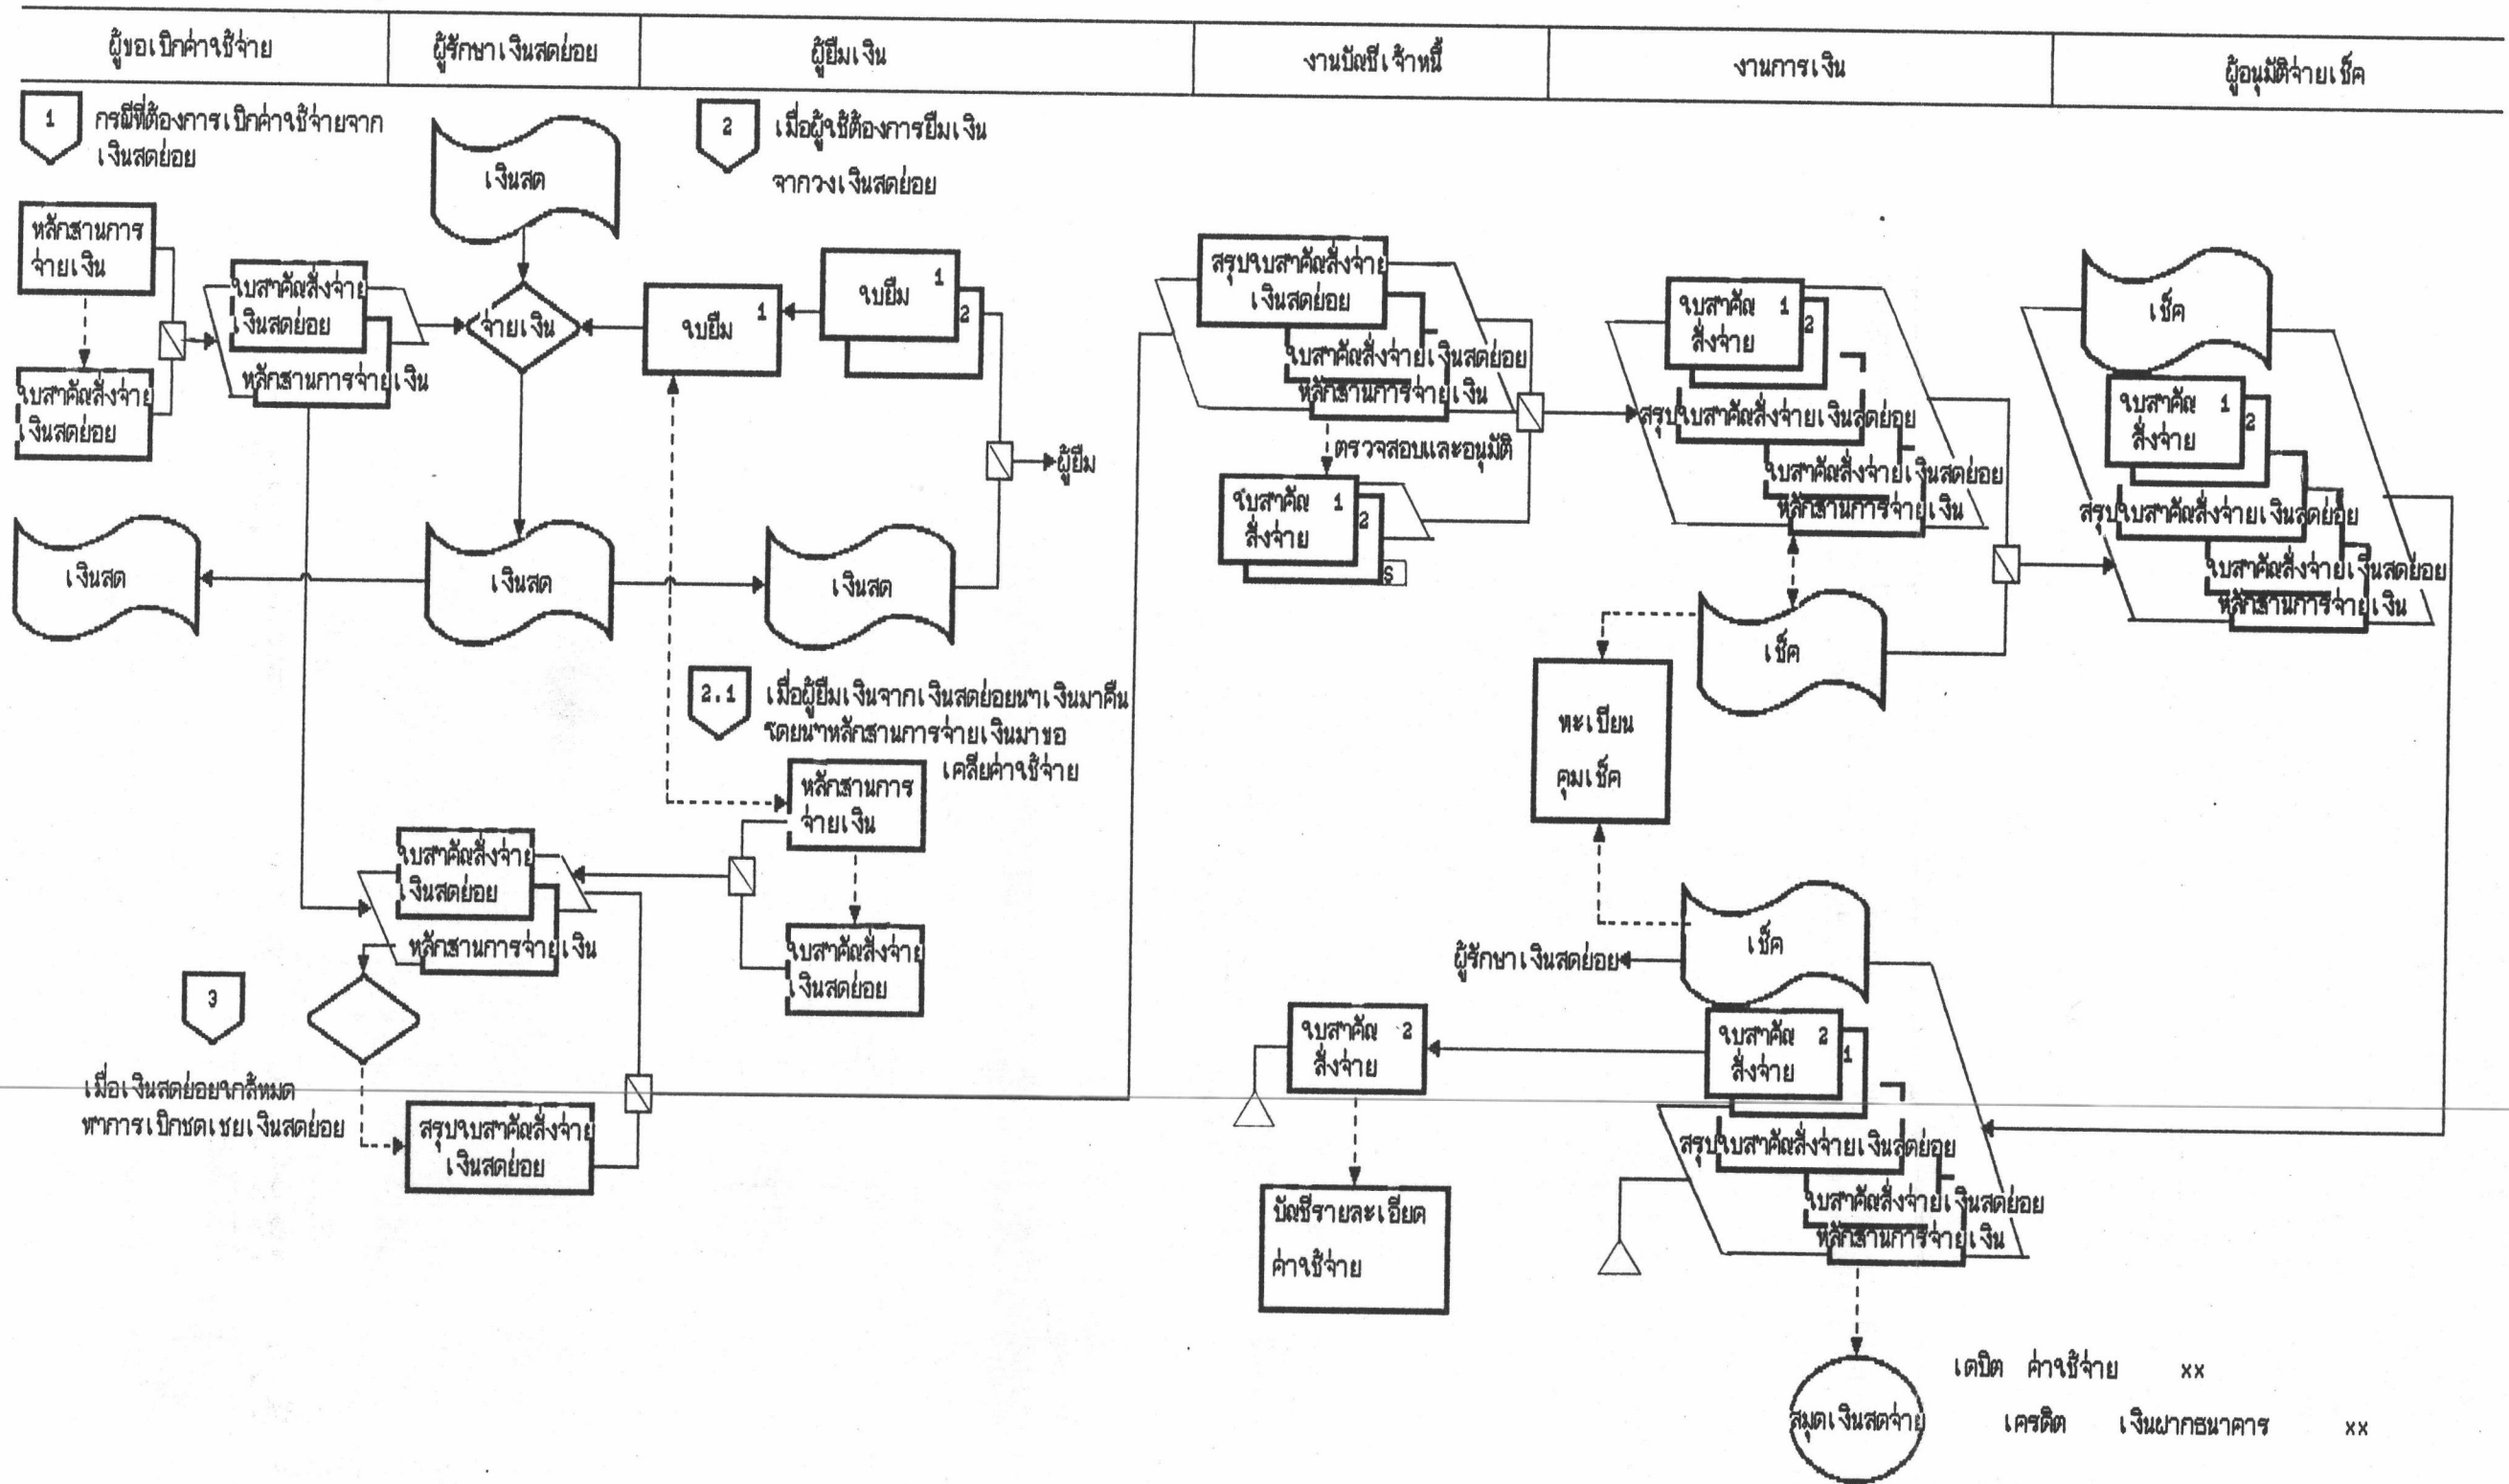 ผู้ขอเบิกค่าใช้จ่าย
ผู้รักษาเงินสดย่อย
ผู้ยืมเงิน
งานบัญชีเจ้าหนี้
งานการเงิน
ผู้อนุมัติจ่ายเช็ค
1
กรณีที่ต้องการเบิกค่าใช้จ่ายจาก
เงินสดย่อย
เงินสด
2
เมื่อผู้ใช้ต้องการยืมเงิน
จากวงเงินสดย่อย
หลักฐานการ
จ่ายเงิน
ใบสำคัญสั่งจ่าย
เงินสดย่อย
ใบสำคัญสั่งจ่าย
เงินสดย่อย
หลักฐานการจ่ายเงิน
จ่ายเงิน
ใบยืม 1
ใบยืม 1
2
ผู้ยืม
เงินสด
เงินสด
เงินสด
2.1
เมื่อผู้ยืมเงินจากเงินสดย่อยนำเงินมาคืน
โดยนำหลักฐานการจ่ายเงินมาขอ
เคลียค่าใช้จ่าย
หลักฐานการ
จ่ายเงิน
ใบสำคัญสั่งจ่าย
เงินสดย่อย
ใบสำคัญสั่งจ่าย
เงินสดย่อย
หลักฐานการจ่ายเงิน
3
เมื่อเงินสดย่อยใกล้หมด
ทำการเบิกชดเชยเงินสดย่อย
สรุปใบสำคัญสั่งจ่าย
เงินสดย่อย
สรุปใบสำคัญสั่งจ่าย
เงินสดย่อย
ใบสำคัญสั่งจ่ายเงินสดย่อย
หลักฐานการจ่ายเงิน
ตรวจสอบและอนุมัติ
ใบสำคัญ 1
สั่งจ่าย
2
S
ใบสำคัญ 1
สั่งจ่าย
2
สรุปใบสำคัญสั่งจ่ายเงินสดย่อย
ใบสำคัญสั่งจ่ายเงินสดย่อย
หลักฐานการจ่ายเงิน
เช็ค
ทะเบียน
คุมเช็ค
เช็ค
ใบสำคัญ 1
สั่งจ่าย
2
สรุปใบสำคัญสั่งจ่ายเงินสดย่อย
ใบสำคัญสั่งจ่ายเงินสดย่อย
หลักฐานการจ่ายเงิน
เช็ค
ผู้รักษาเงินสดย่อย
ใบสำคัญ 2
สั่งจ่าย
ใบสำคัญ 2
สั่งจ่าย
1
สรุปใบสำคัญสั่งจ่ายเงินสดย่อย
ใบสำคัญสั่งจ่ายเงินสดย่อย
หลักฐานการจ่ายเงิน
บัญชีรายละเอียด
ค่าใช้จ่าย
สมุดเงินสดจ่าย
เดบิต ค่าใช้จ่าย xx
เครดิต เงินฝากธนาคาร xx